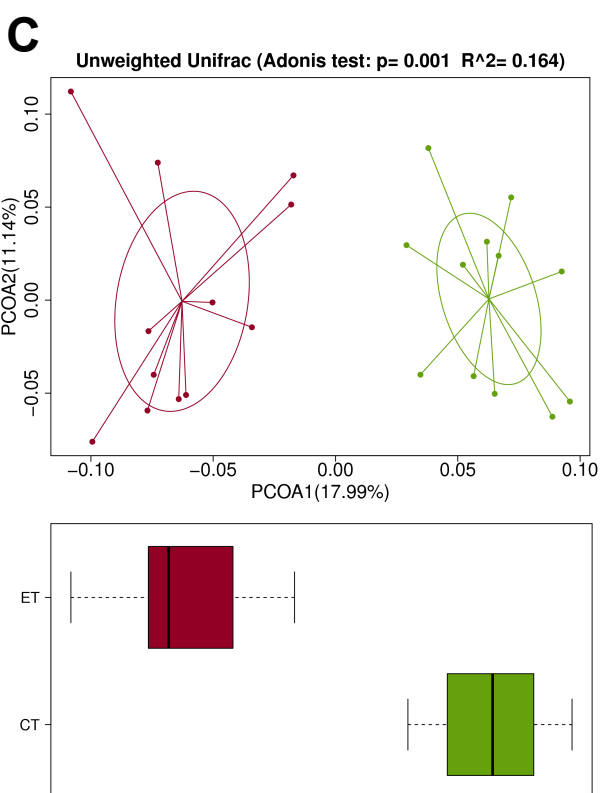 C
Unweighted Unifrac (Adonis test: p= 0.001 R^2= 0.164)
0.10
0.05
0.00
−0.05
PCOA2(11.14%)
−0.10 −0.05 0.00 0.05 0.10
PCOA1(17.99%)
ET
CT